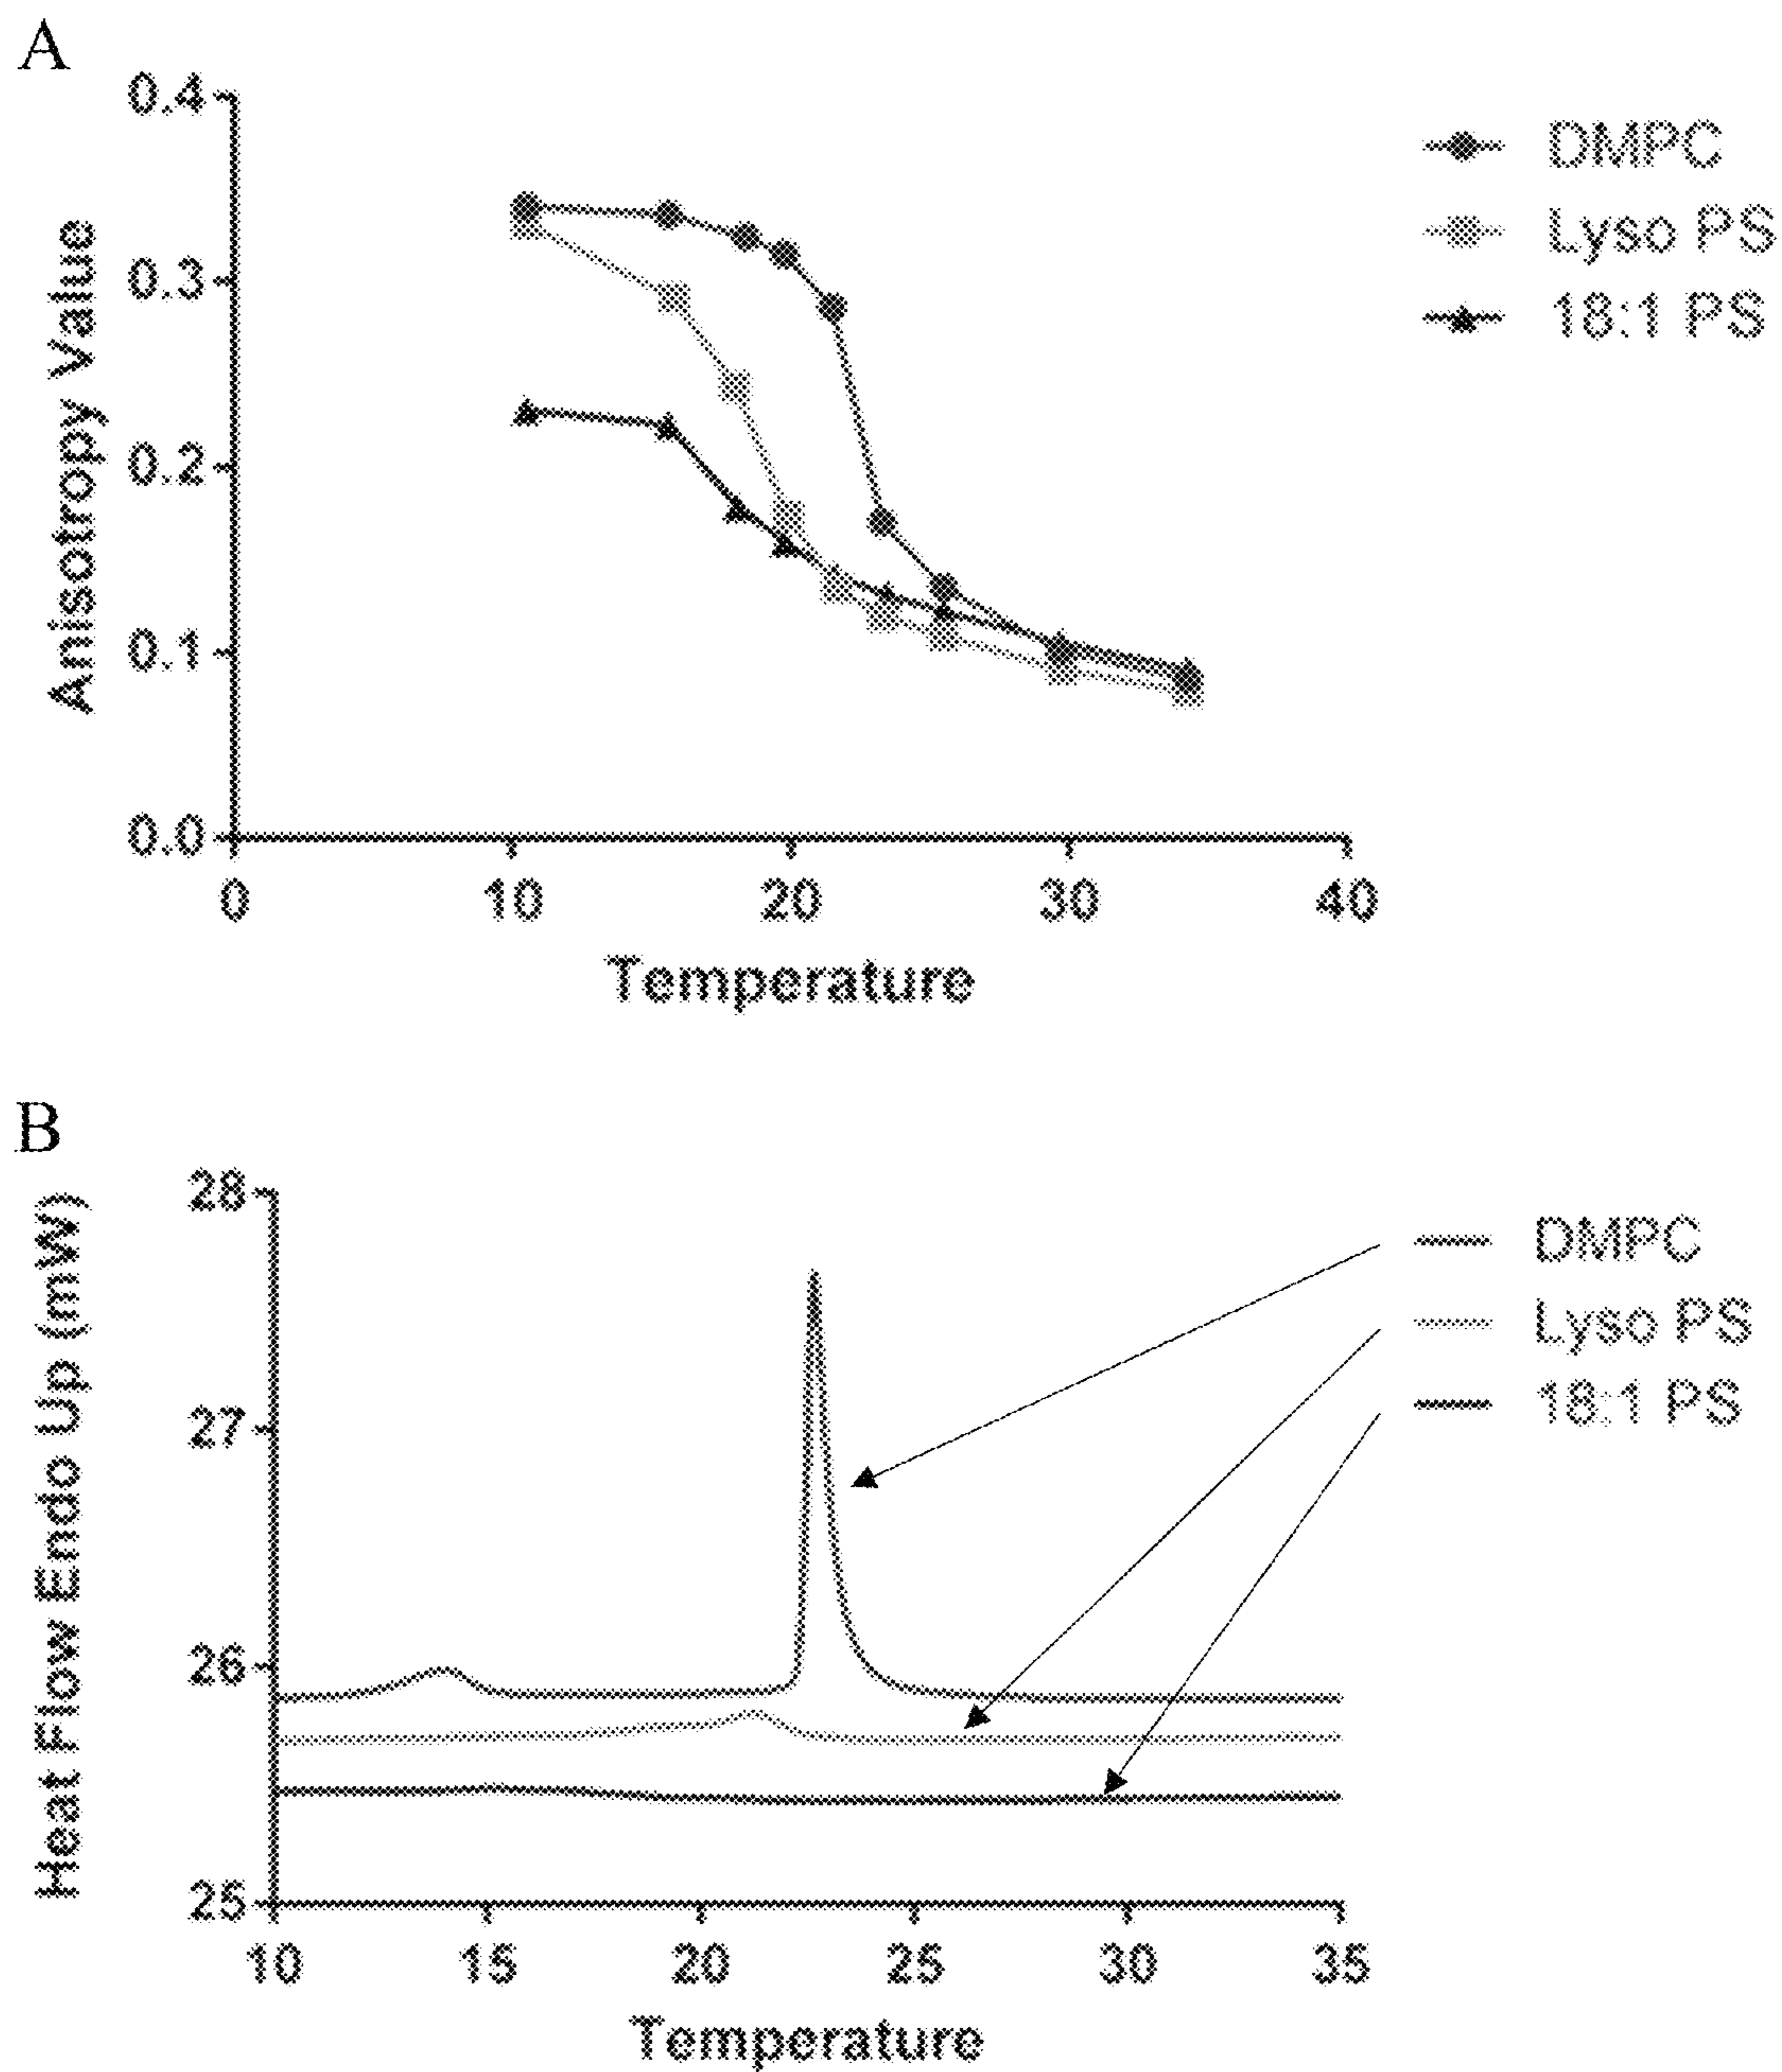 A
0.4
0.3
0.2
0.1
0.0
Anisotropy Value
0
10
20
30
40
Temperature
DMPC
Lyso PS
18:1 PS
B
28
27
26
25
Heat Flow Endo Up (mW)
10
15
20
25
30
35
Temperature
DMPC
Lyso PS
18:1 PS